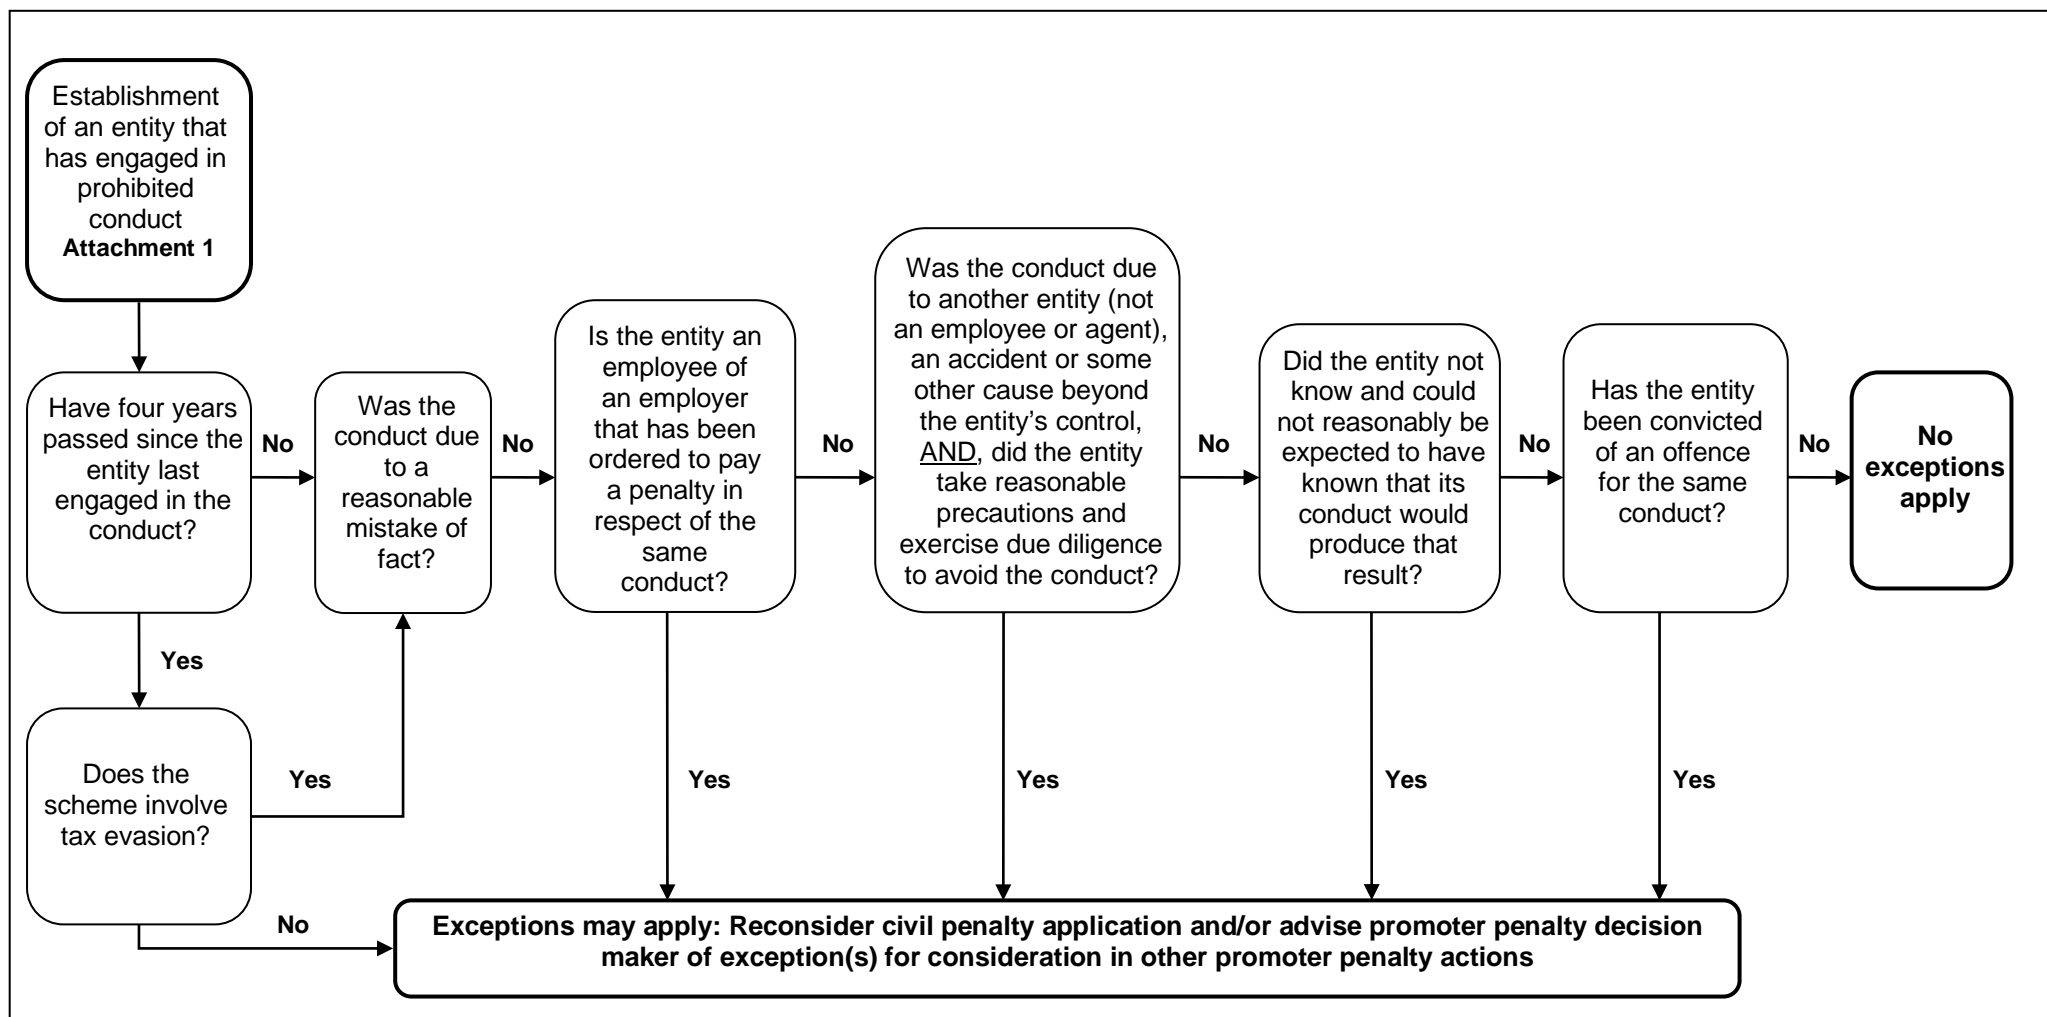 Establishment
of an entity that
has engaged in
prohibited
conduct
Attachment 1
Have four years
passed since the
entity last
engaged in the
conduct?
No
Was the
conduct due
to a
reasonable
mistake of
fact?
No
Is the entity an
employee of
an employer
that has been
ordered to pay
a penalty in
respect of the
same
conduct?
No
Was the conduct due
to another entity (not
an employee or agent),
an accident or some
other cause beyond
the entity’s control,
AND, did the entity
take reasonable
precautions and
exercise due diligence
to avoid the conduct?
No
Did the entity not
know and could
not reasonably be
expected to have
known that its
conduct would
produce that
result?
No
Has the entity
been convicted
of an offence
for the same
conduct?
No
No
exceptions
apply
Yes
Does the
scheme involve
tax evasion?
Yes
Yes
Yes
Yes
Yes
No
Exceptions may apply: Reconsider civil penalty application and/or advise promoter penalty decision
maker of exception(s) for consideration in other promoter penalty actions